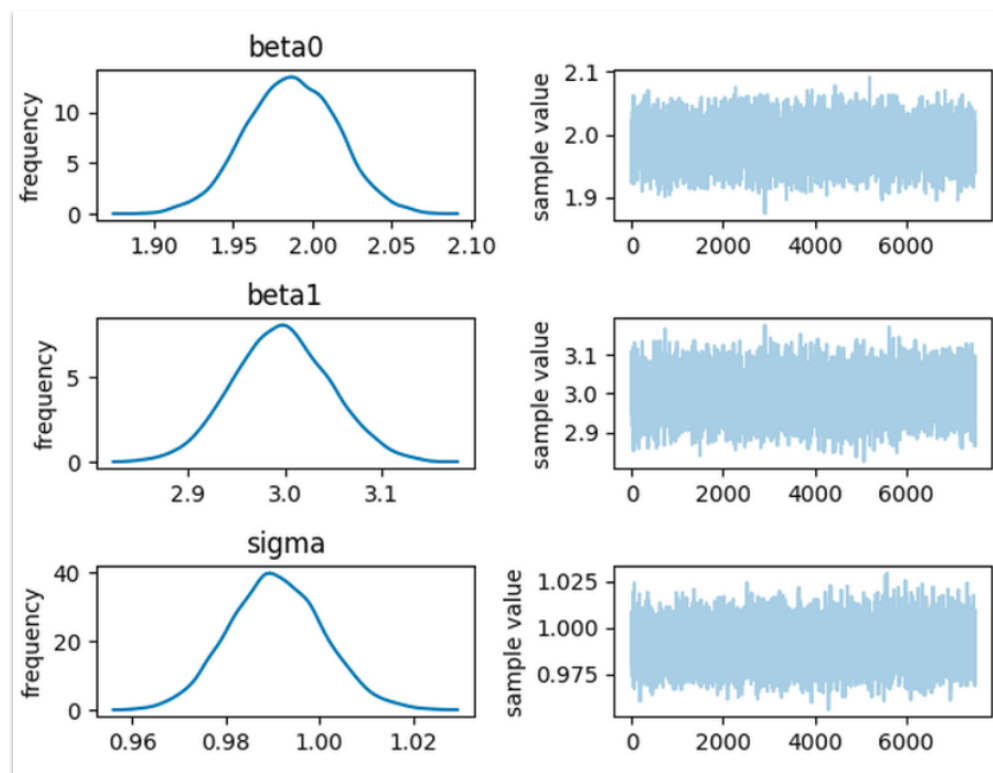 beta0
frequency
10
5
0
1.90 1.95 2.00 2.05 2.10
sample value
2.1
2.0
1.9
0 2000 4000 6000
beta1
frequency
5
0
2.9 3.0 3.1
sample value
3.1
3.0
2.9
0 2000 4000 6000
sigma
frequency
40
20
0
0.96 0.98 1.00 1.02
sample value
1.025
1.000
0.975
0 2000 4000 6000